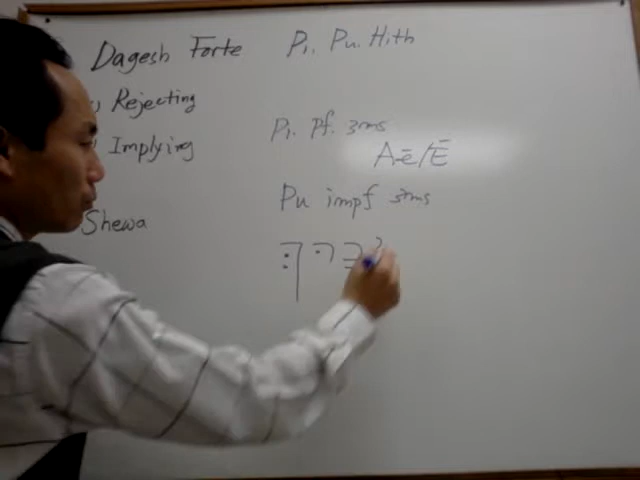 Dagesh Forte Pi. Pu. Hith
Rejecting
Implying
Pi. Pf. 3ms
A ē/Ē
Shewa
Pu impf 3ms